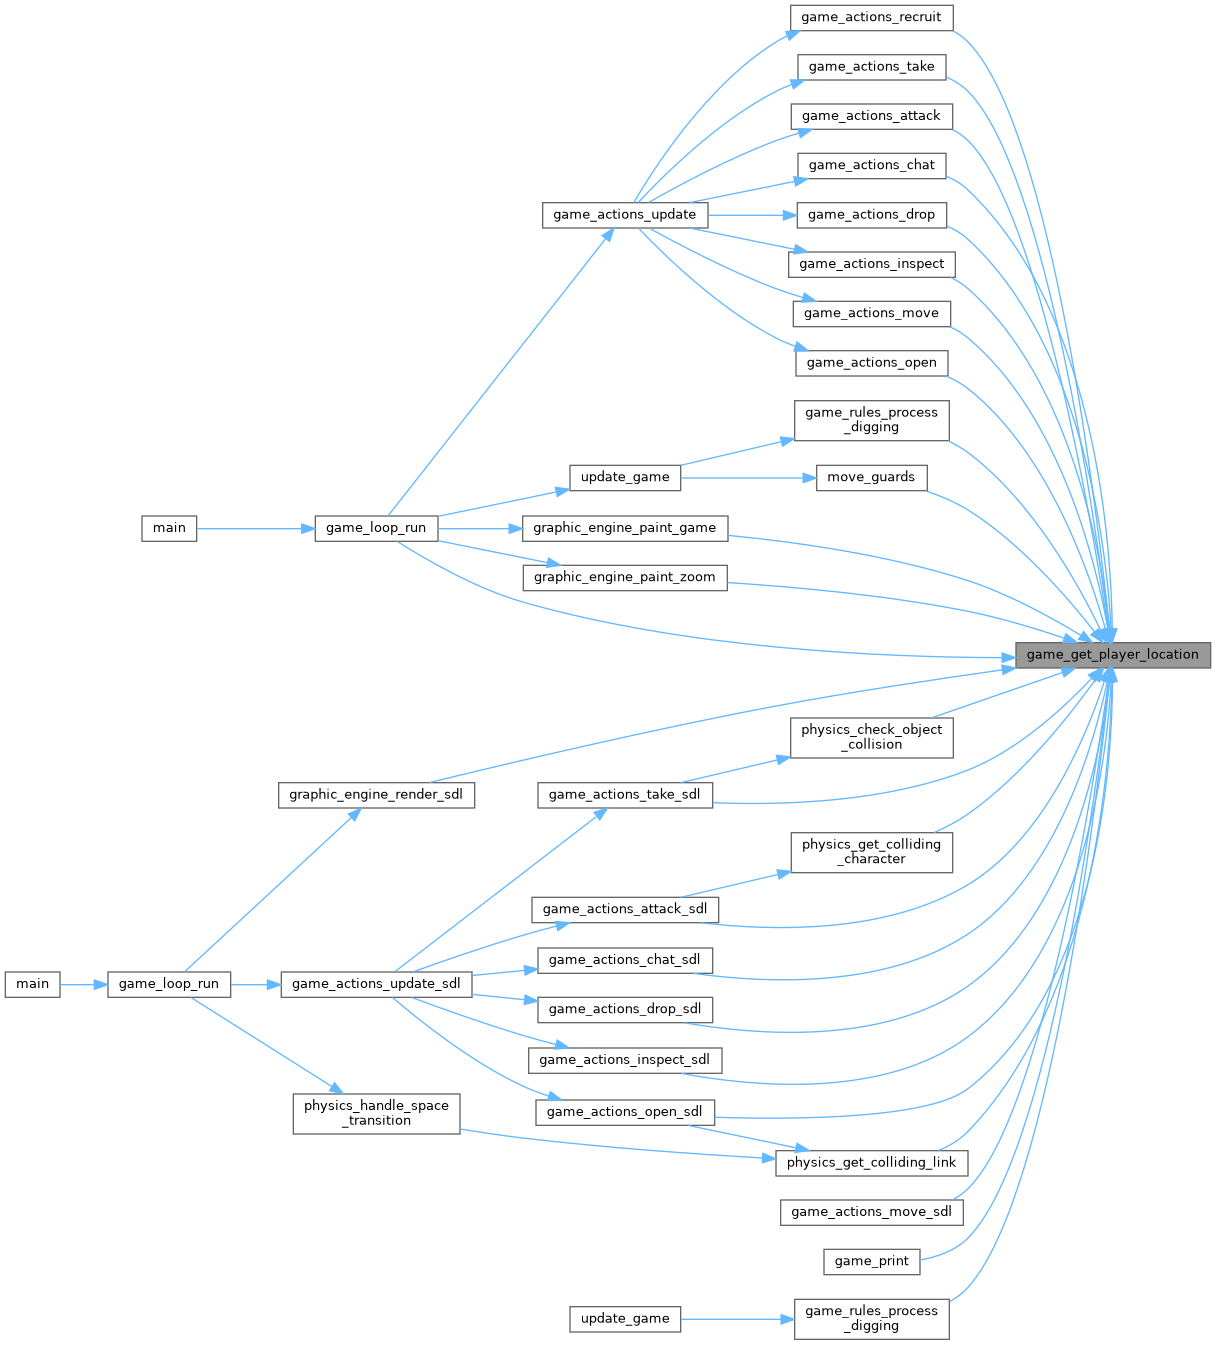 game_actions_recruit
game_actions_take
game_actions_attack
game_actions_chat
game_actions_update
game_actions_drop
game_actions_inspect
game_actions_move
game_actions_open
game_rules_process
_digging
update_game
move_guards
main
game_loop_run
graphic_engine_paint_game
graphic_engine_paint_zoom
game_get_player_location
physics_check_object
_collision
graphic_engine_render_sdl
game_actions_take_sdl
physics_get_colliding
_character
game_actions_attack_sdl
game_actions_chat_sdl
main
game_loop_run
game_actions_update_sdl
game_actions_drop_sdl
game_actions_inspect_sdl
physics_handle_space
_transition
game_actions_open_sdl
physics_get_colliding_link
game_actions_move_sdl
game_print
update_game
game_rules_process
_digging